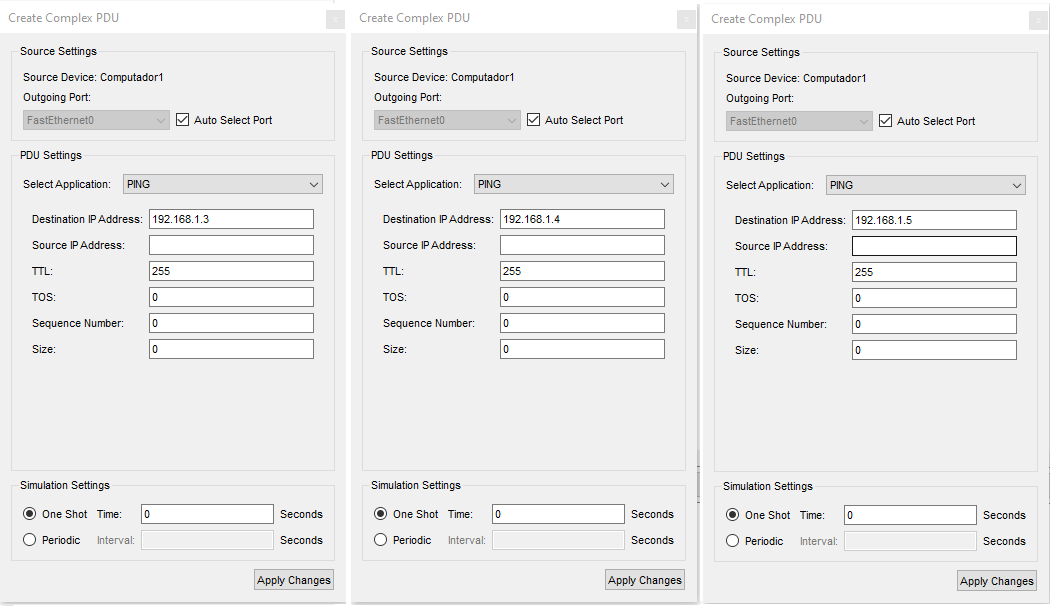 Create Complex PDU
Source Settings
Source Device: Computador1
Outgoing Port:
FastEthernet0
Auto Select Port
PDU Settings
Select Application: PING
Destination IP Address: 192.168.1.3
Source IP Address:
TTL: 255
TOS: 0
Sequence Number: 0
Size: 0
Simulation Settings
One Shot Time: 0 Seconds
Periodic Interval: Seconds
Apply Changes
Create Complex PDU
Source Settings
Source Device: Computador1
Outgoing Port:
FastEthernet0
Auto Select Port
PDU Settings
Select Application: PING
Destination IP Address: 192.168.1.4
Source IP Address:
TTL: 255
TOS: 0
Sequence Number: 0
Size: 0
Simulation Settings
One Shot Time: 0 Seconds
Periodic Interval: Seconds
Apply Changes
Create Complex PDU
Source Settings
Source Device: Computador1
Outgoing Port:
FastEthernet0
Auto Select Port
PDU Settings
Select Application: PING
Destination IP Address: 192.168.1.5
Source IP Address:
TTL: 255
TOS: 0
Sequence Number: 0
Size: 0
Simulation Settings
One Shot Time: 0 Seconds
Periodic Interval: Seconds
Apply Changes